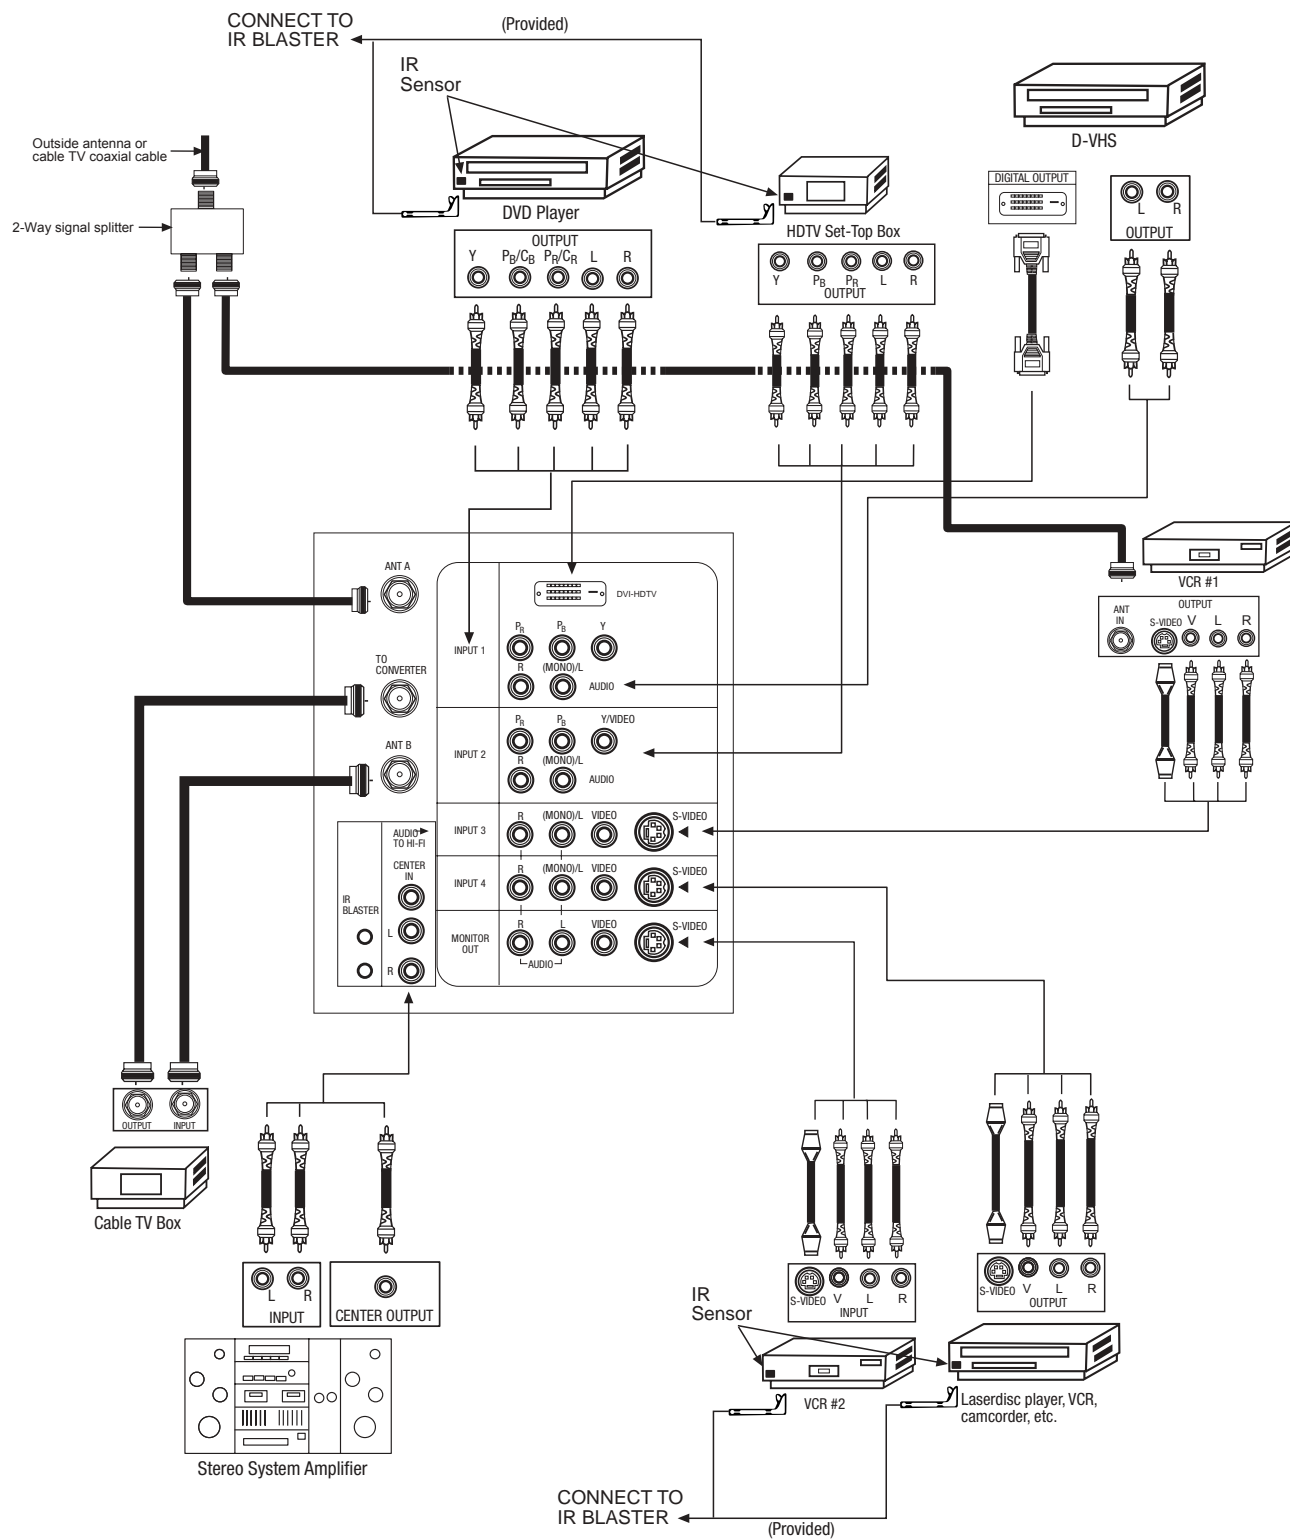 CONNECT TO
IR BLASTER
(Provided)
IR
Sensor
D-VHS
Outside antenna or
cable TV coaxial cable
2-Way signal splitter
DVD Player
HDTV Set-Top Box
DIGITAL OUTPUT
L R
OUTPUT
OUTPUT
Y PB/CB PR/CR L R
Y PB PR L R
OUTPUT
VCR #1
OUTPUT
ANT
IN
S-VIDEO V L R
ANT A
TO
CONVERTER
ANT B
DVI-HDTV
INPUT 1
PR PB Y
R (MONO)/L AUDIO
INPUT 2
PR PB Y/VIDEO
R (MONO)/L AUDIO
INPUT 3
R (MONO)/L VIDEO S-VIDEO
INPUT 4
R (MONO)/L VIDEO S-VIDEO
MONITOR
OUT
R L VIDEO S-VIDEO
AUDIO
AUDIO
TO HI-FI
CENTER
IN
IR
BLASTER
L
R
OUTPUT INPUT
Cable TV Box
L R
INPUT
CENTER OUTPUT
Stereo System Amplifier
S-VIDEO V L R
INPUT
S-VIDEO V L R
OUTPUT
IR
Sensor
VCR #2
Laserdisc player, VCR,
camcorder, etc.
CONNECT TO
IR BLASTER
(Provided)